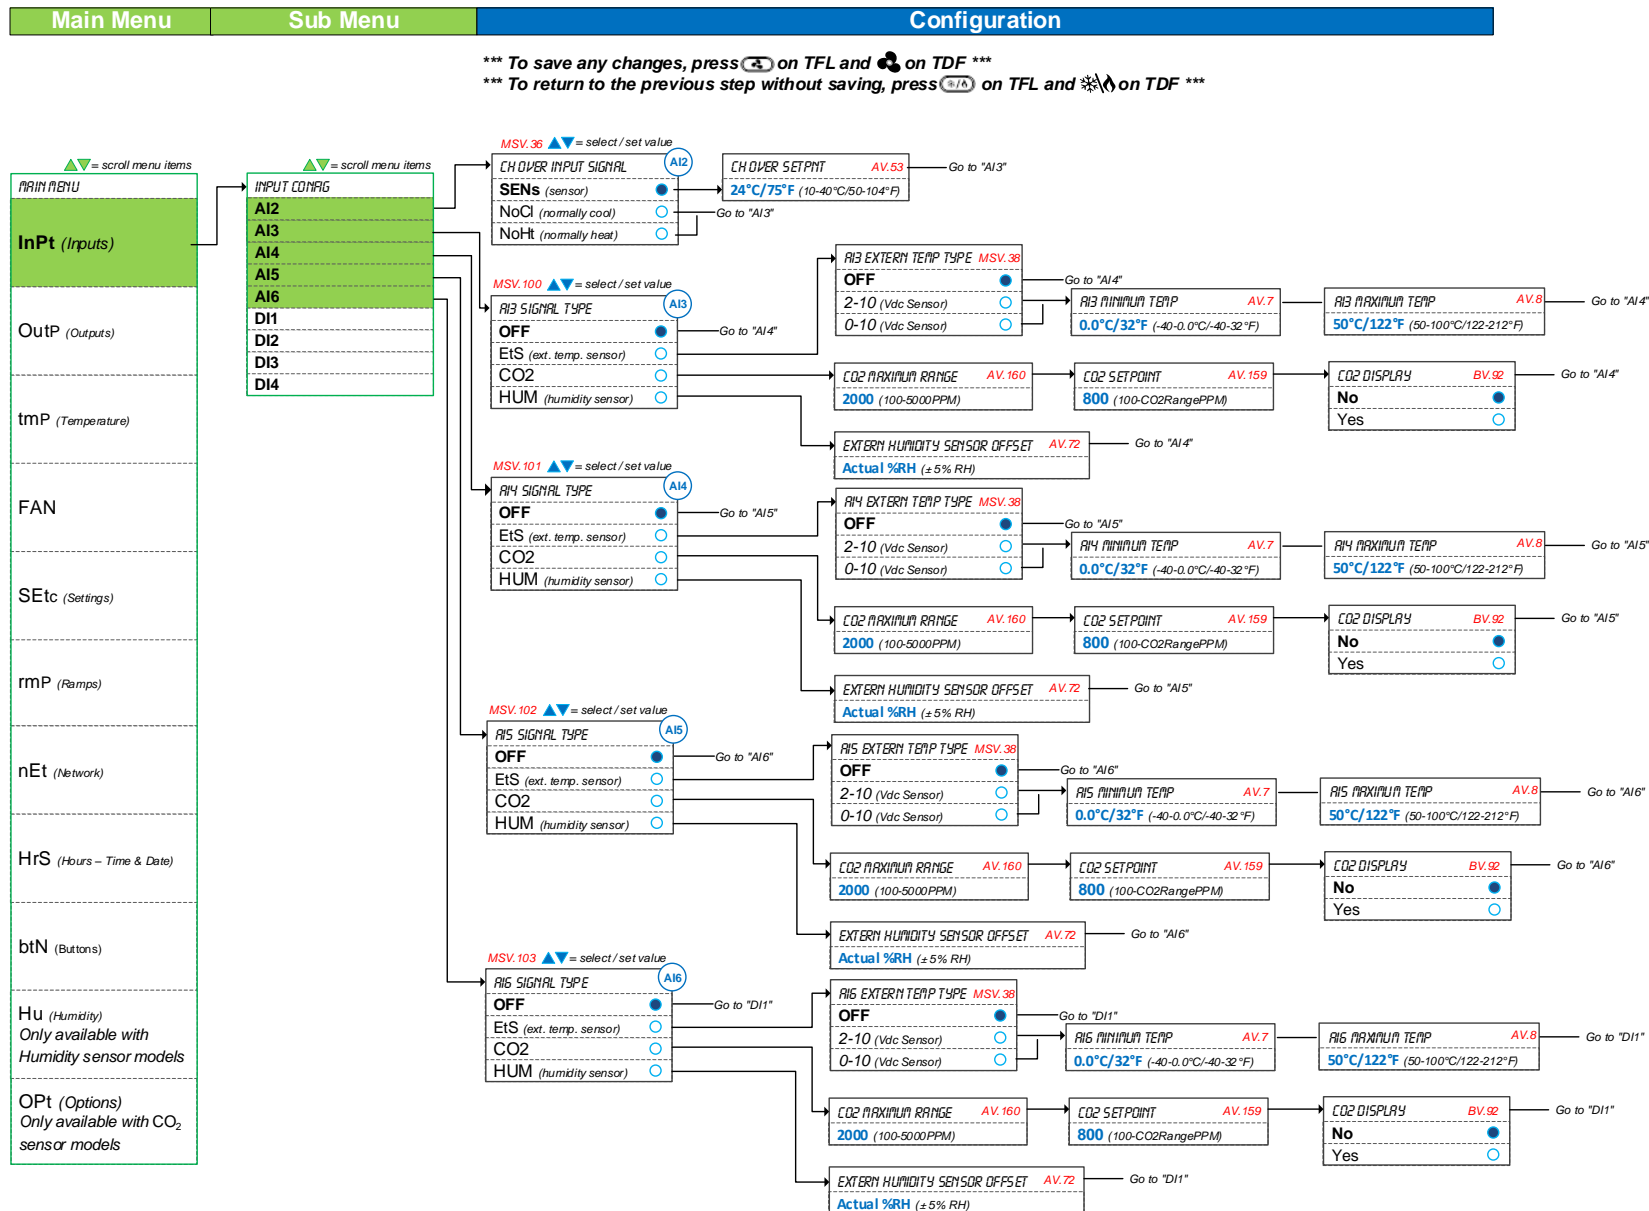 Main Menu
Sub Menu
Configuration
*** To save any changes, press on TFL and on TDF ***
*** To return to the previous step without saving, press on TFL and on TDF ***
= scroll menu items
MAIN MENU
InPt (Inputs)
OutP (Outputs)
tmP (Temperature)
FAN
SEtc (Settings)
rmP (Ramps)
nEt (Network)
HrS (Hours – Time & Date)
btN (Buttons)
Hu (Humidity)
Only available with
Humidity sensor models
OPt (Options)
Only available with CO2
sensor models
= scroll menu items
INPUT CONFIG
AI2
AI3
AI4
AI5
AI6
DI1
DI2
DI3
DI4
MSV.36 = select / set value
CH OVER INPUT SIGNAL
AI2
SENs (sensor)
NoCl (normally cool)
NoHt (normally heat)
Go to "AI3"
CH OVER SETPNT AV.53
24°C/75°F (10-40°C/50-104°F)
Go to "AI3"
MSV.100 = select / set value
AI3 SIGNAL TYPE
AI3
OFF
EtS (ext. temp. sensor)
CO2
HUM (humidity sensor)
Go to "AI4"
AI3 EXTERN TEMP TYPE MSV.38
OFF
2-10 (Vdc Sensor)
0-10 (Vdc Sensor)
Go to "AI4"
AI3 MINIMUM TEMP AV.7
0.0°C/32°F (-40-0.0°C/-40-32°F)
AI3 MAXIMUM TEMP AV.8
50°C/122°F (50-100°C/122-212°F)
Go to "AI4"
CO2 MAXIMUM RANGE AV.160
2000 (100-5000PPM)
CO2 SETPOINT AV.159
800 (100-CO2RangePPM)
CO2 DISPLAY BV.92
No
Yes
Go to "AI4"
EXTERN HUMIDITY SENSOR OFFSET AV.72
Actual %RH (±5% RH)
Go to "AI4"
MSV.101 = select / set value
AI4 SIGNAL TYPE
AI4
OFF
EtS (ext. temp. sensor)
CO2
HUM (humidity sensor)
Go to "AI5"
AI4 EXTERN TEMP TYPE MSV.38
OFF
2-10 (Vdc Sensor)
0-10 (Vdc Sensor)
Go to "AI5"
AI4 MINIMUM TEMP AV.7
0.0°C/32°F (-40-0.0°C/-40-32°F)
AI4 MAXIMUM TEMP AV.8
50°C/122°F (50-100°C/122-212°F)
Go to "AI5"
CO2 MAXIMUM RANGE AV.160
2000 (100-5000PPM)
CO2 SETPOINT AV.159
800 (100-CO2RangePPM)
CO2 DISPLAY BV.92
No
Yes
Go to "AI5"
EXTERN HUMIDITY SENSOR OFFSET AV.72
Actual %RH (±5% RH)
Go to "AI5"
MSV.102 = select / set value
AI5 SIGNAL TYPE
AI5
OFF
EtS (ext. temp. sensor)
CO2
HUM (humidity sensor)
Go to "AI6"
AI5 EXTERN TEMP TYPE MSV.38
OFF
2-10 (Vdc Sensor)
0-10 (Vdc Sensor)
Go to "AI6"
AI5 MINIMUM TEMP AV.7
0.0°C/32°F (-40-0.0°C/-40-32°F)
AI5 MAXIMUM TEMP AV.8
50°C/122°F (50-100°C/122-212°F)
Go to "AI6"
CO2 MAXIMUM RANGE AV.160
2000 (100-5000PPM)
CO2 SETPOINT AV.159
800 (100-CO2RangePPM)
CO2 DISPLAY BV.92
No
Yes
Go to "AI6"
EXTERN HUMIDITY SENSOR OFFSET AV.72
Actual %RH (±5% RH)
Go to "AI6"
MSV.103 = select / set value
AI6 SIGNAL TYPE
AI6
OFF
EtS (ext. temp. sensor)
CO2
HUM (humidity sensor)
Go to "DI1"
AI6 EXTERN TEMP TYPE MSV.38
OFF
2-10 (Vdc Sensor)
0-10 (Vdc Sensor)
Go to "DI1"
AI6 MINIMUM TEMP AV.7
0.0°C/32°F (-40-0.0°C/-40-32°F)
AI6 MAXIMUM TEMP AV.8
50°C/122°F (50-100°C/122-212°F)
Go to "DI1"
CO2 MAXIMUM RANGE AV.160
2000 (100-5000PPM)
CO2 SETPOINT AV.159
800 (100-CO2RangePPM)
CO2 DISPLAY BV.92
No
Yes
Go to "DI1"
EXTERN HUMIDITY SENSOR OFFSET AV.72
Actual %RH (±5% RH)
Go to "DI1"